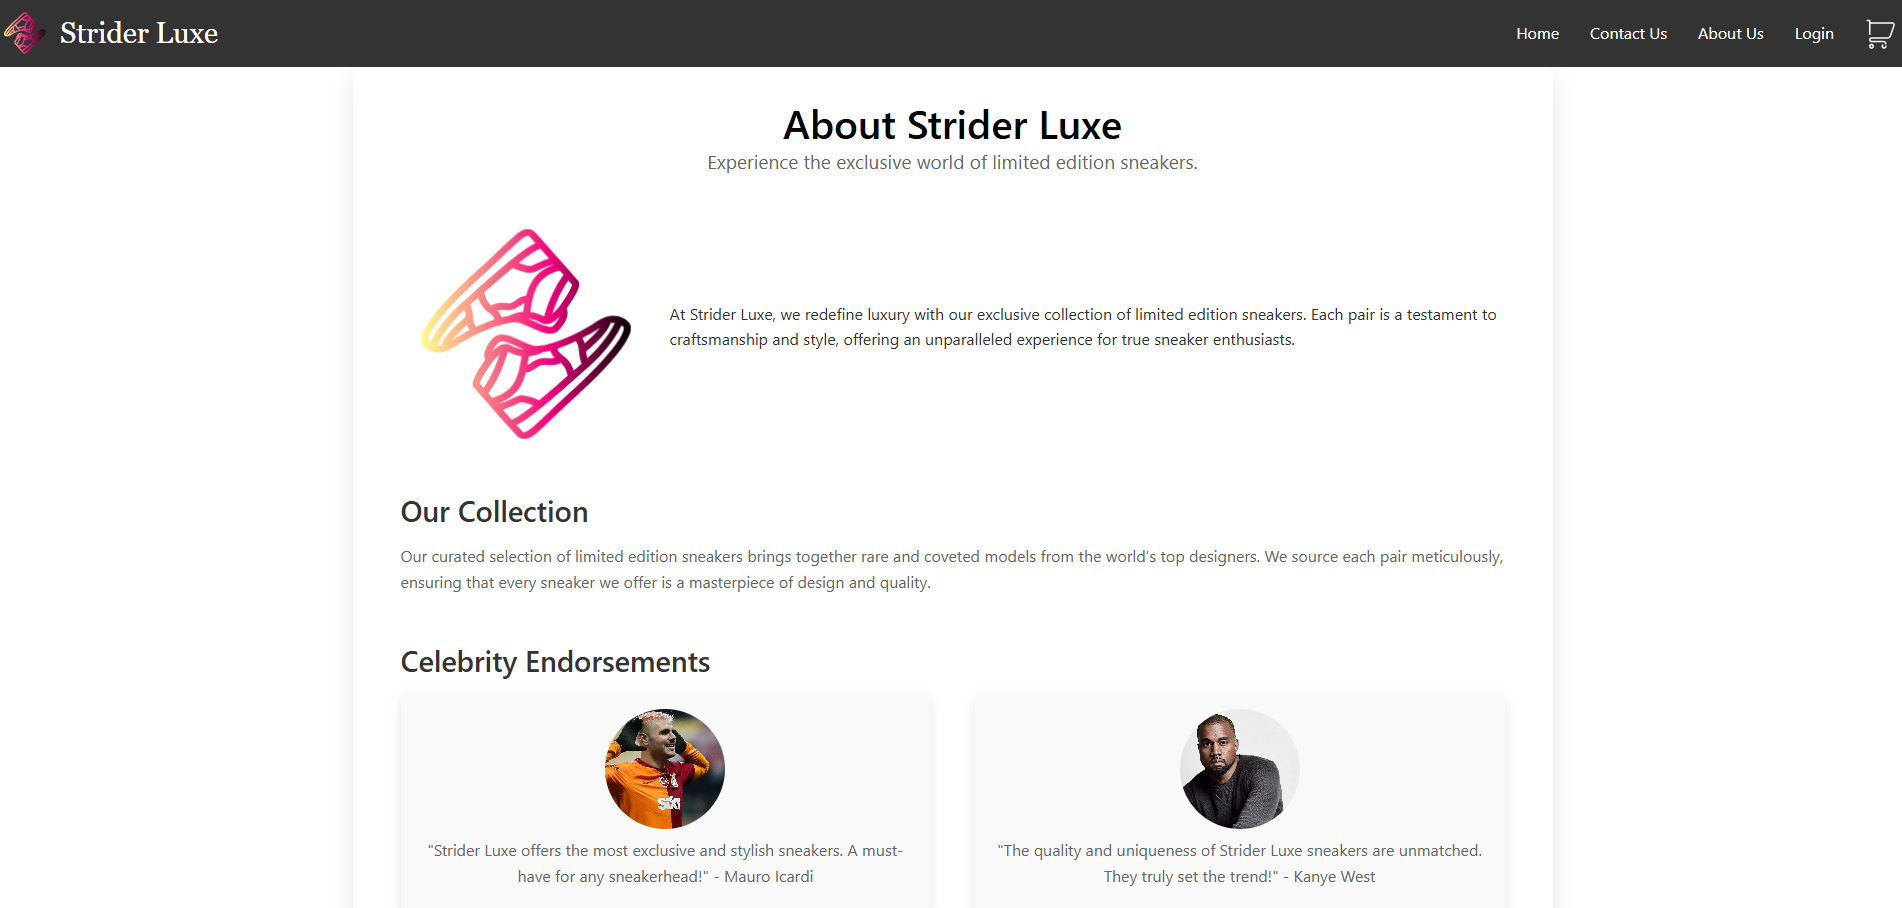 Strider Luxe
Home
Contact Us
About Us
Login
About Strider Luxe
Experience the exclusive world of limited edition sneakers.
At Strider Luxe, we redefine luxury with our exclusive collection of limited edition sneakers. Each pair is a testament to
craftsmanship and style, offering an unparalleled experience for true sneaker enthusiasts.
Our Collection
Our curated selection of limited edition sneakers brings together rare and coveted models from the world's top designers. We source each pair meticulously,
ensuring that every sneaker we offer is a masterpiece of design and quality.
Celebrity Endorsements
sixt
"Strider Luxe offers the most exclusive and stylish sneakers. A must-
have for any sneakerhead!" - Mauro Icardi
"The quality and uniqueness of Strider Luxe sneakers are unmatched.
They truly set the trend!" - Kanye West